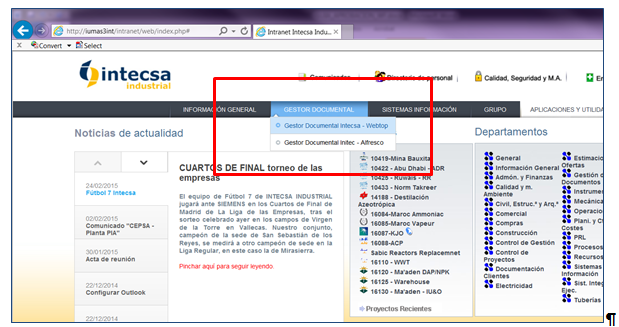 http://iumas3int/intranet/web/index.php#
Intranet Intecsa Indu...
x Convert Select
intecsa
industrial
Comunicados
Directorio de personal
Calidad, Seguridad y M.A.
INFORMACIÓN GENERAL
GESTOR DOCUMENTAL
SISTEMAS INFORMACIÓN
GRUPO
APLICACIONES Y UTILIDA
Gestor Documental Intecsa - Webtop
Gestor Documental Initec - Alfresco
Noticias de actualidad
24/02/2015
Fútbol 7 Intecsa
02/02/2015
Comunicado "CEPSA -
Planta PIA"
30/01/2015
Acta de reunión
22/12/2014
Configurar Outlook
22/12/2014
CUARTOS DE FINAL torneo de las
empresas
El equipo de Fútbol 7 de INTECSA INDUSTRIAL
jugará ante SIEMENS en los Cuartos de Final de
Madrid de La Liga de las Empresas, tras el
sorteo celebrado ayer en los campos de Virgen
de la Torre en Vallecas. Nuestro conjunto,
campeón de la sede de San Sebastián de los
Reyes, se medirá a otro campeón de sede en la
Liga Regular, en este caso la de Mirasierra.
Pinchar aquí para seguir leyendo.
10419-Mina Bauxita
10422 - Abu Dhabi - ADR
10425 - Ruwais - RR
10433 - Norm Takreer
14188 - Destilación
Azeotrópica
16084-Maroc Ammoniac
16085-Maroc Vapeur
16087-HJO
16088-ACP
Sabic Reactors Replacemnet
16110 - WWT
16120 - Ma'aden DAP/NPK
16125 - Warehouse
16130 - Ma'aden - IU&O
Proyectos Recientes
Departamentos
General
Información General
Admón. y Finanzas
Calidad y m.
Ambiente
Civil, Estruc.ª y Arq.ª
Comercial
Compras
Construcción
Control de Gestión
Control de
Proyectos
Documentación
Clientes
Electricidad
Estimacio
Ofertas
Gestión d
Documentos
Instrumen
Mecánica
Operacio
Plani. y C
Costes
PRL
Procesos
Recursos
Sistemas
Información
Sist. Integ
Ejec.
Tuberías
¶